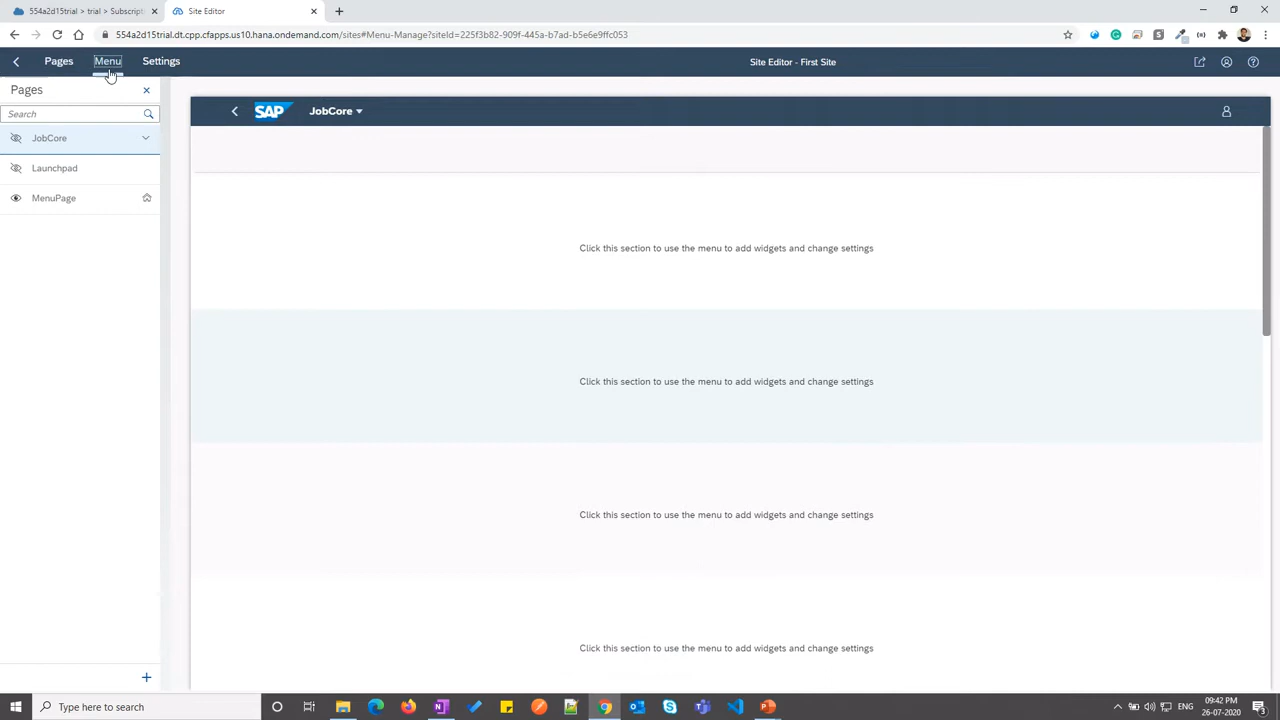 554a2d15trial > trial > Subscripti
Site Editor
554a2d15trial.dt.cpp.cfapps.us10.hana.ondemand.com/sites#Menu-Manage?siteId=225f3b82-909f-445a-b7ad-b5e6e9ffc053
Pages
Menu
Settings
Site Editor - First Site
Pages
Search
JobCore
Launchpad
MenuPage
SAP
JobCore
Click this section to use the menu to add widgets and change settings
Click this section to use the menu to add widgets and change settings
Click this section to use the menu to add widgets and change settings
Click this section to use the menu to add widgets and change settings
Type here to search
ENG
09:42 PM
26-07-2020
3